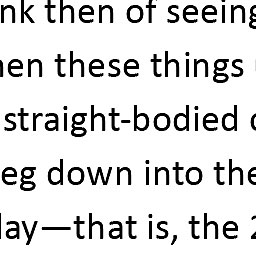 nk then of seeing
hen these things
straight-bodied
eg down into the
lay—that is, the 2